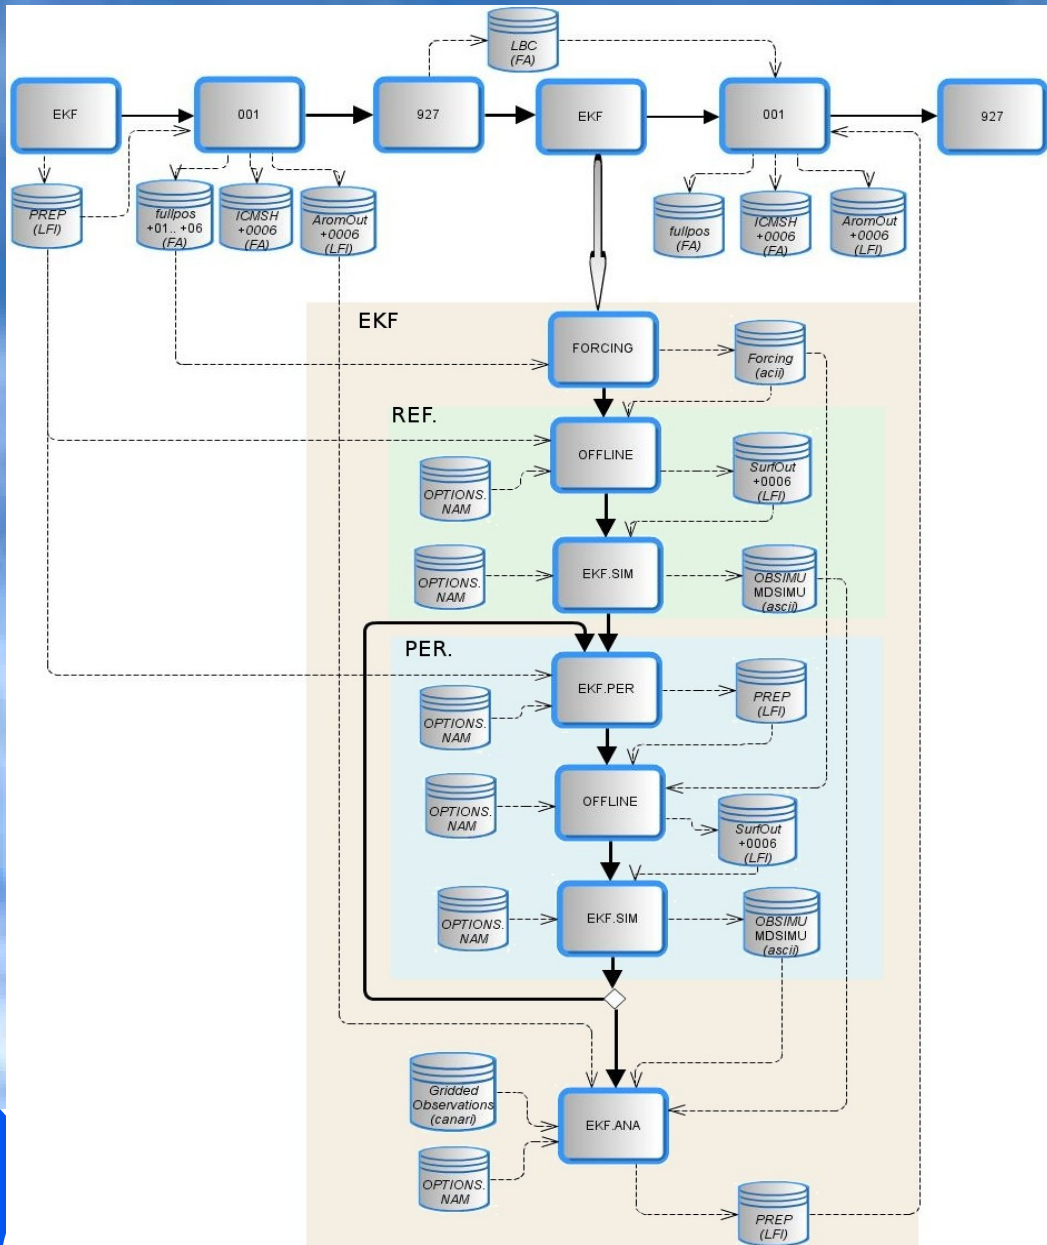 LBC
(FA)
EKF
001
927
EKF
001
927
PREP
(LFI)
fullpos
+01.. +06
(FA)
ICMSH
+0006
(FA)
AromOut
+0006
(LFI)
fullpos
(FA)
ICMSH
+0006
(FA)
AromOut
+0006
(LFI)
EKF
FORCING
Forcing
(acii)
REF.
OFFLINE
SurfOut
+0006
(LFI)
OPTIONS.
NAM
EKF.SIM
OPTIONS.
NAM
OBSIMU
MDSIMU
(ascii)
PER.
EKF.PER
PREP
(LFI)
OPTIONS.
NAM
OFFLINE
OPTIONS.
NAM
SurfOut
+0006
(LFI)
EKF.SIM
OPTIONS.
NAM
OBSIMU
MDSIMU
(ascii)
Gridded
Observations
(canari)
EKF.ANA
OPTIONS.
NAM
PREP
(LFI)